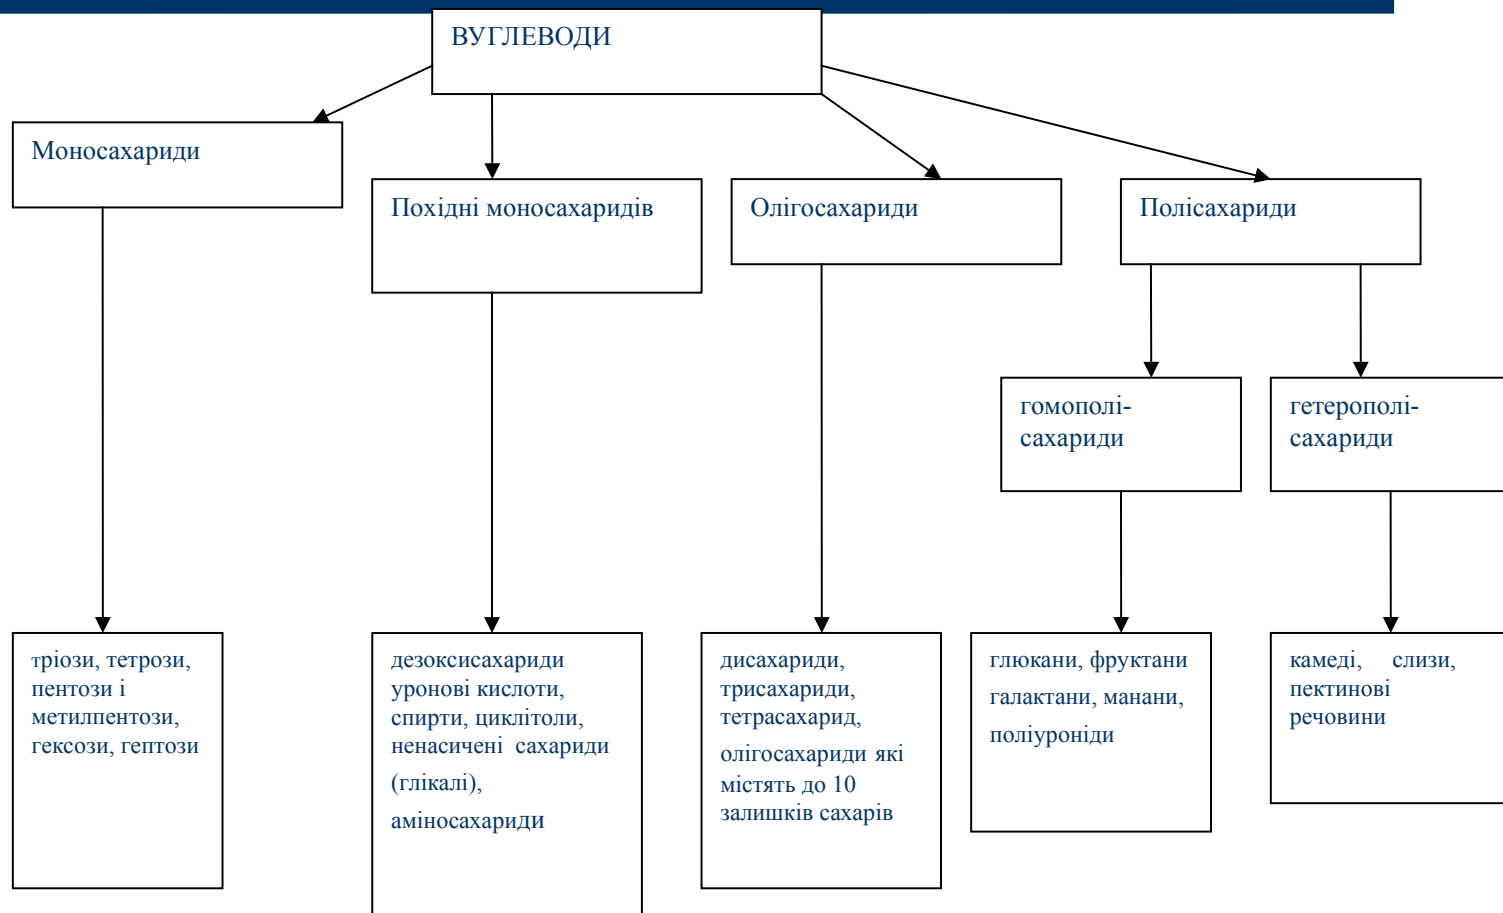 ВУГЛЕВОДИ
Моносахариди
Похідні моносахаридів
Олігосахариди
Полісахариди
гомополі-
сахариди
гетерополі-
сахариди
тріози, тетрози,
пентози і
метилпентози,
гексози, гептози
дезоксисахариди
уронові кислоти,
спирти, циклітоли,
ненасичені сахариди
(глікалі),
аміносахариди
дисахариди,
трисахариди,
тетрасахарид,
олігосахариди які
містять до 10
залишків сахарів
глюкани, фруктани
галактани, манани,
поліуроніди
камеді, слизи,
пектинові
речовини